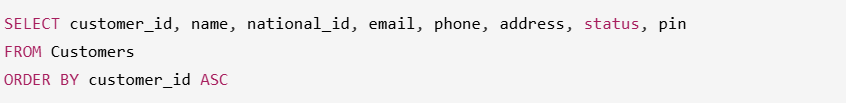 SELECT customer_id, name, national_id, email, phone, address, status, pin
FROM Customers
ORDER BY customer_id ASC